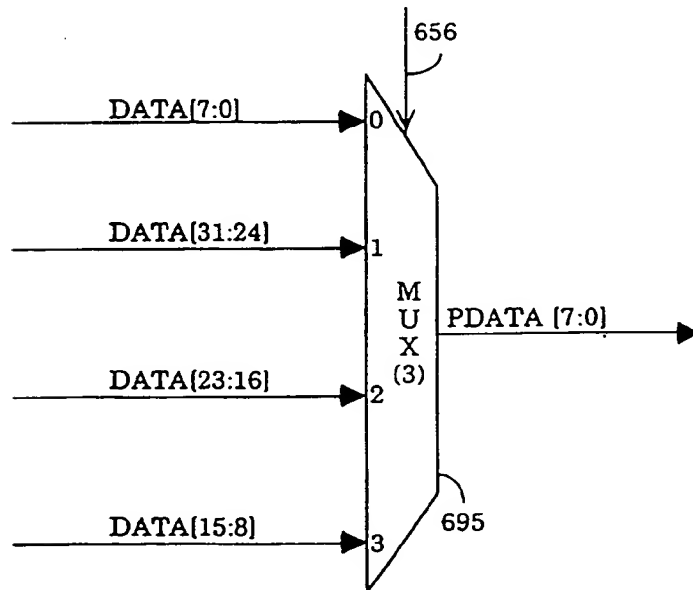 656
DATA[7:0]
0
DATA[31:24]
1
M
U
X
(3)
PDATA [7:0]
DATA[23:16]
2
695
DATA[15:8]
3